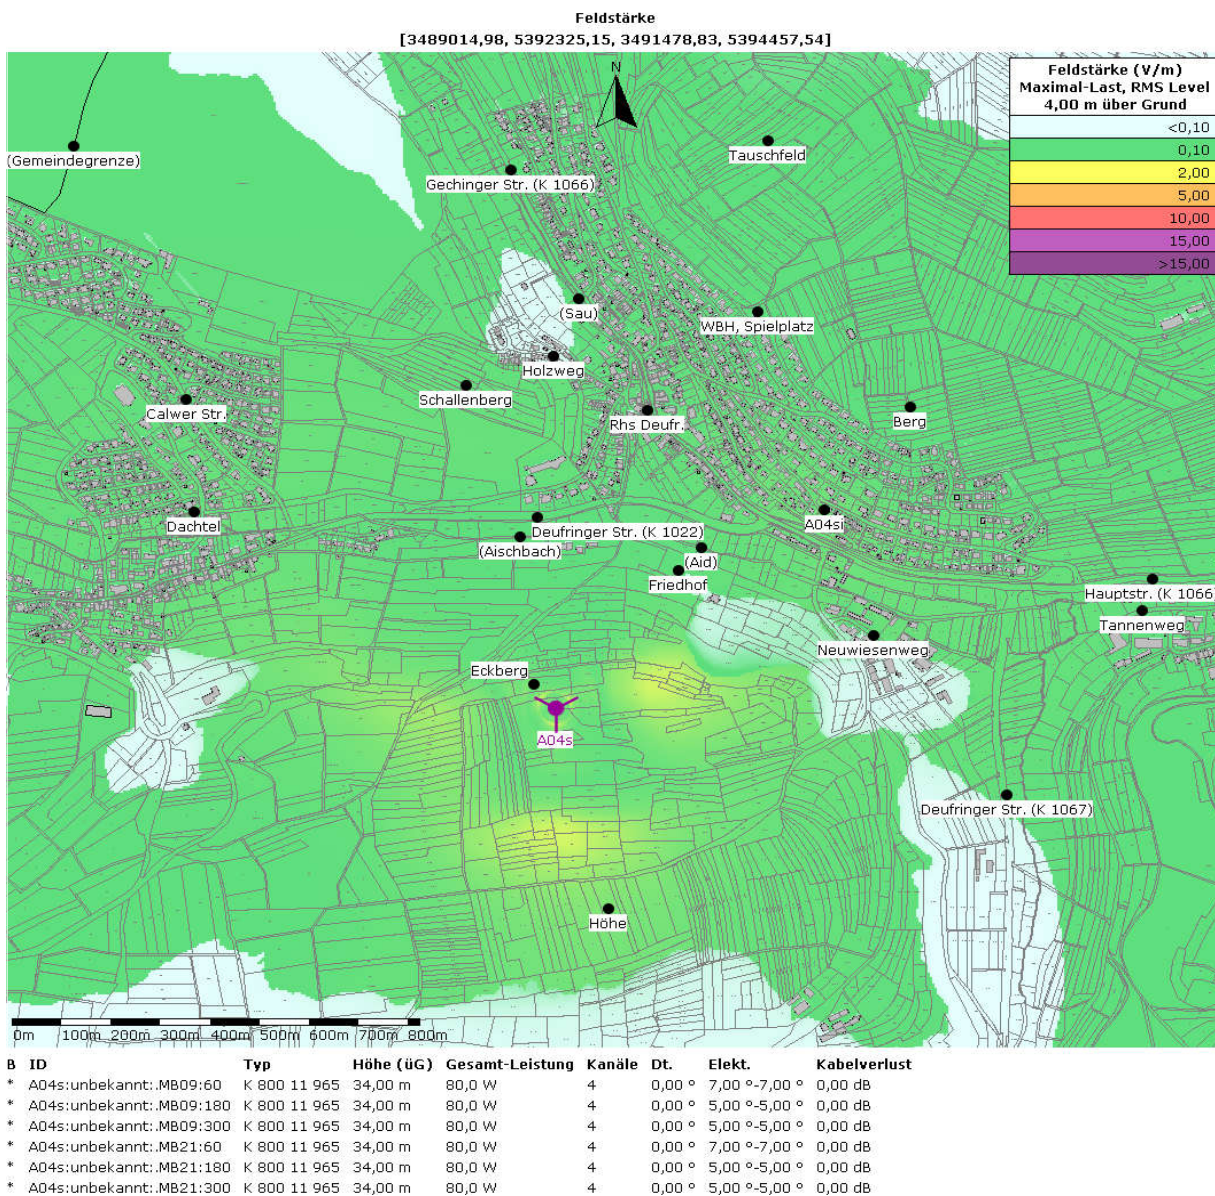 Feldstärke
[3489014,98, 5392325,15, 3491478,83, 5394457,54]
N
Feldstärke (V/m)
Maximal-Last, RMS Level
4,00 m über Grund
<0,10
0,10
2,00
5,00
10,00
15,00
>15,00
(Gemeindegrenze)
Tauschfeld
Gechinger Str. (K 1066)
(Sau)
WBH, Spielplatz
Holzweg
Schallenberg
Calwer Str.
Rhs Deufr.
Berg
Dachtel
Deufringer Str. (K 1022)
A04si
(Aischbach)
(Aid)
Friedhof
Hauptstr. (K 1066)
Tannenweg
Neuwiesenweg
Eckberg
A04s
Deufringer Str. (K 1067)
Höhe
0m 100m 200m 300m 400m 500m 600m 700m 800m
B ID Typ Höhe (üG) Gesamt-Leistung Kanäle Dt. Elekt. Kabelverlust
* A04s:unbekannt:.MB09:60 K 800 11 965 34,00 m 80,0 W 4 0,00 ° 7,00 °-7,00 ° 0,00 dB
* A04s:unbekannt:.MB09:180 K 800 11 965 34,00 m 80,0 W 4 0,00 ° 5,00 °-5,00 ° 0,00 dB
* A04s:unbekannt:.MB09:300 K 800 11 965 34,00 m 80,0 W 4 0,00 ° 5,00 °-5,00 ° 0,00 dB
* A04s:unbekannt:.MB21:60 K 800 11 965 34,00 m 80,0 W 4 0,00 ° 7,00 °-7,00 ° 0,00 dB
* A04s:unbekannt:.MB21:180 K 800 11 965 34,00 m 80,0 W 4 0,00 ° 5,00 °-5,00 ° 0,00 dB
* A04s:unbekannt:.MB21:300 K 800 11 965 34,00 m 80,0 W 4 0,00 ° 5,00 °-5,00 ° 0,00 dB